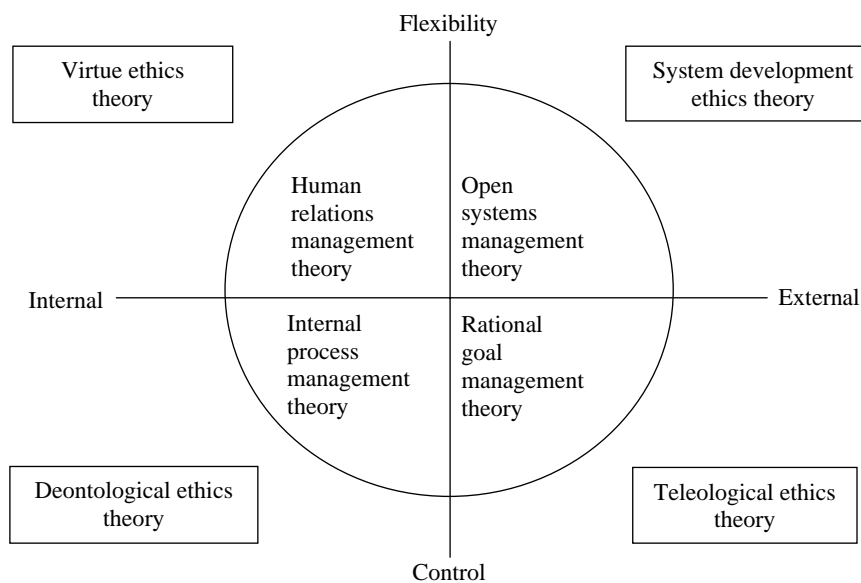 Flexibility
Virtue ethics
theory
System development
ethics theory
Human
relations
management
theory
Open
systems
management
theory
Internal
External
Internal
process
management
theory
Rational
goal
management
theory
Deontological ethics
theory
Teleological ethics
theory
Control